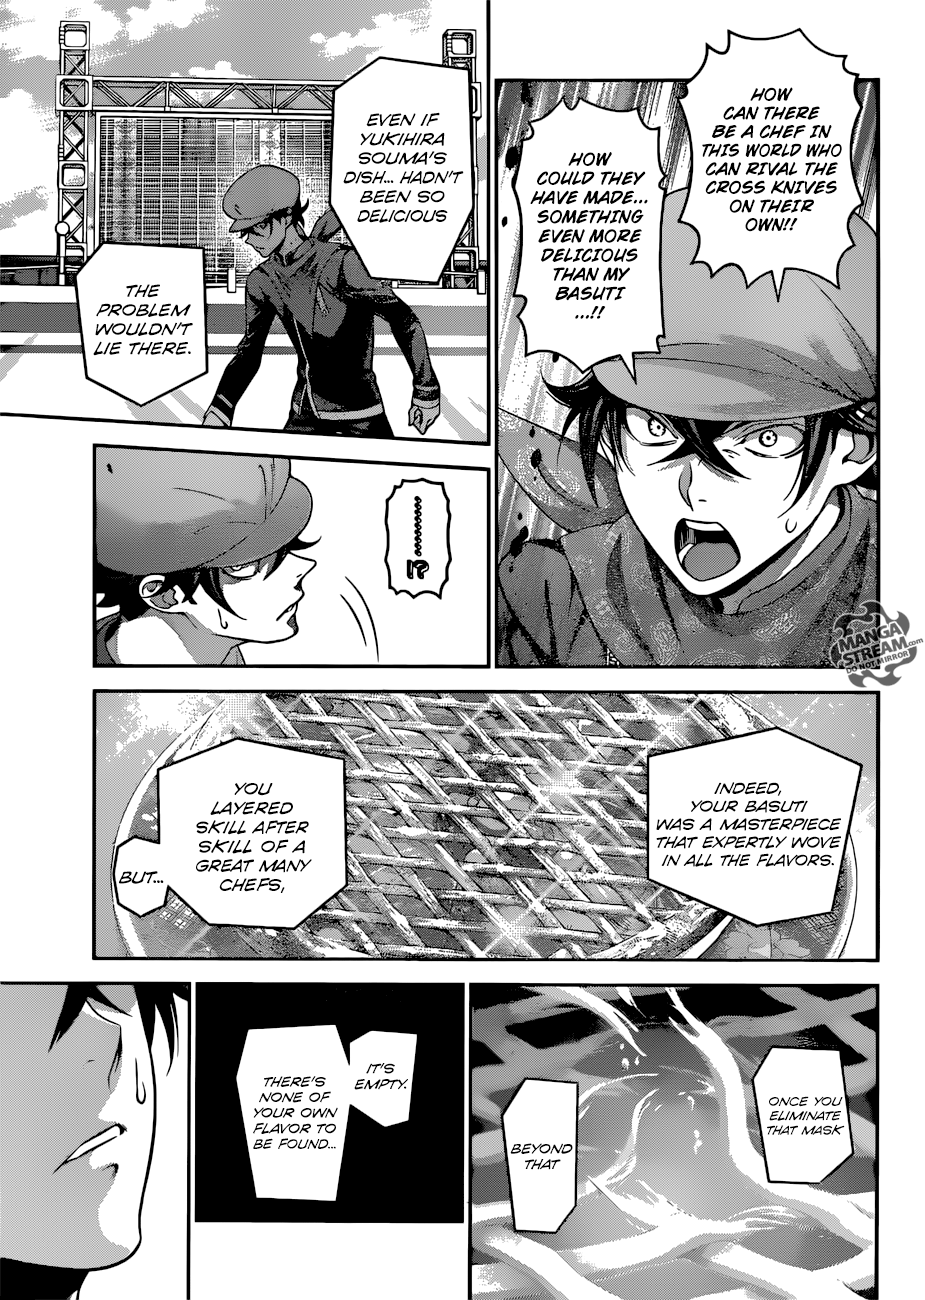 HOW
CAN THERE
BE A CHEF IN
THIS WORLD WHO
CAN RIVAL THE
CROSS KNIVES
ON THEIR
OWN!!
HOW
COULD THEY
HAVE MADE...
SOMETHING
EVEN MORE
DELICIOUS
THAN MY
BASUTI
...!!
EVEN IF
YUKIHIRA
SOUMA'S
DISH... HADN'T
BEEN SO
DELICIOUS
THE
PROBLEM
WOULDN'T
LIE THERE.
.........
!?
MANGA
STREAM.com
DO NOT MIRROR
INDEED,
YOUR BASUTI
WAS A MASTERPIECE
THAT EXPERTLY WOVE
IN ALL THE FLAVORS.
YOU
LAYERED
SKILL AFTER
SKILL OF A
GREAT MANY
CHEFS,
BUT...
ONCE YOU
ELIMINATE
THAT MASK
BEYOND
THAT
IT'S
EMPTY.
THERE'S
NONE OF
YOUR OWN
FLAVOR TO
BE FOUND...